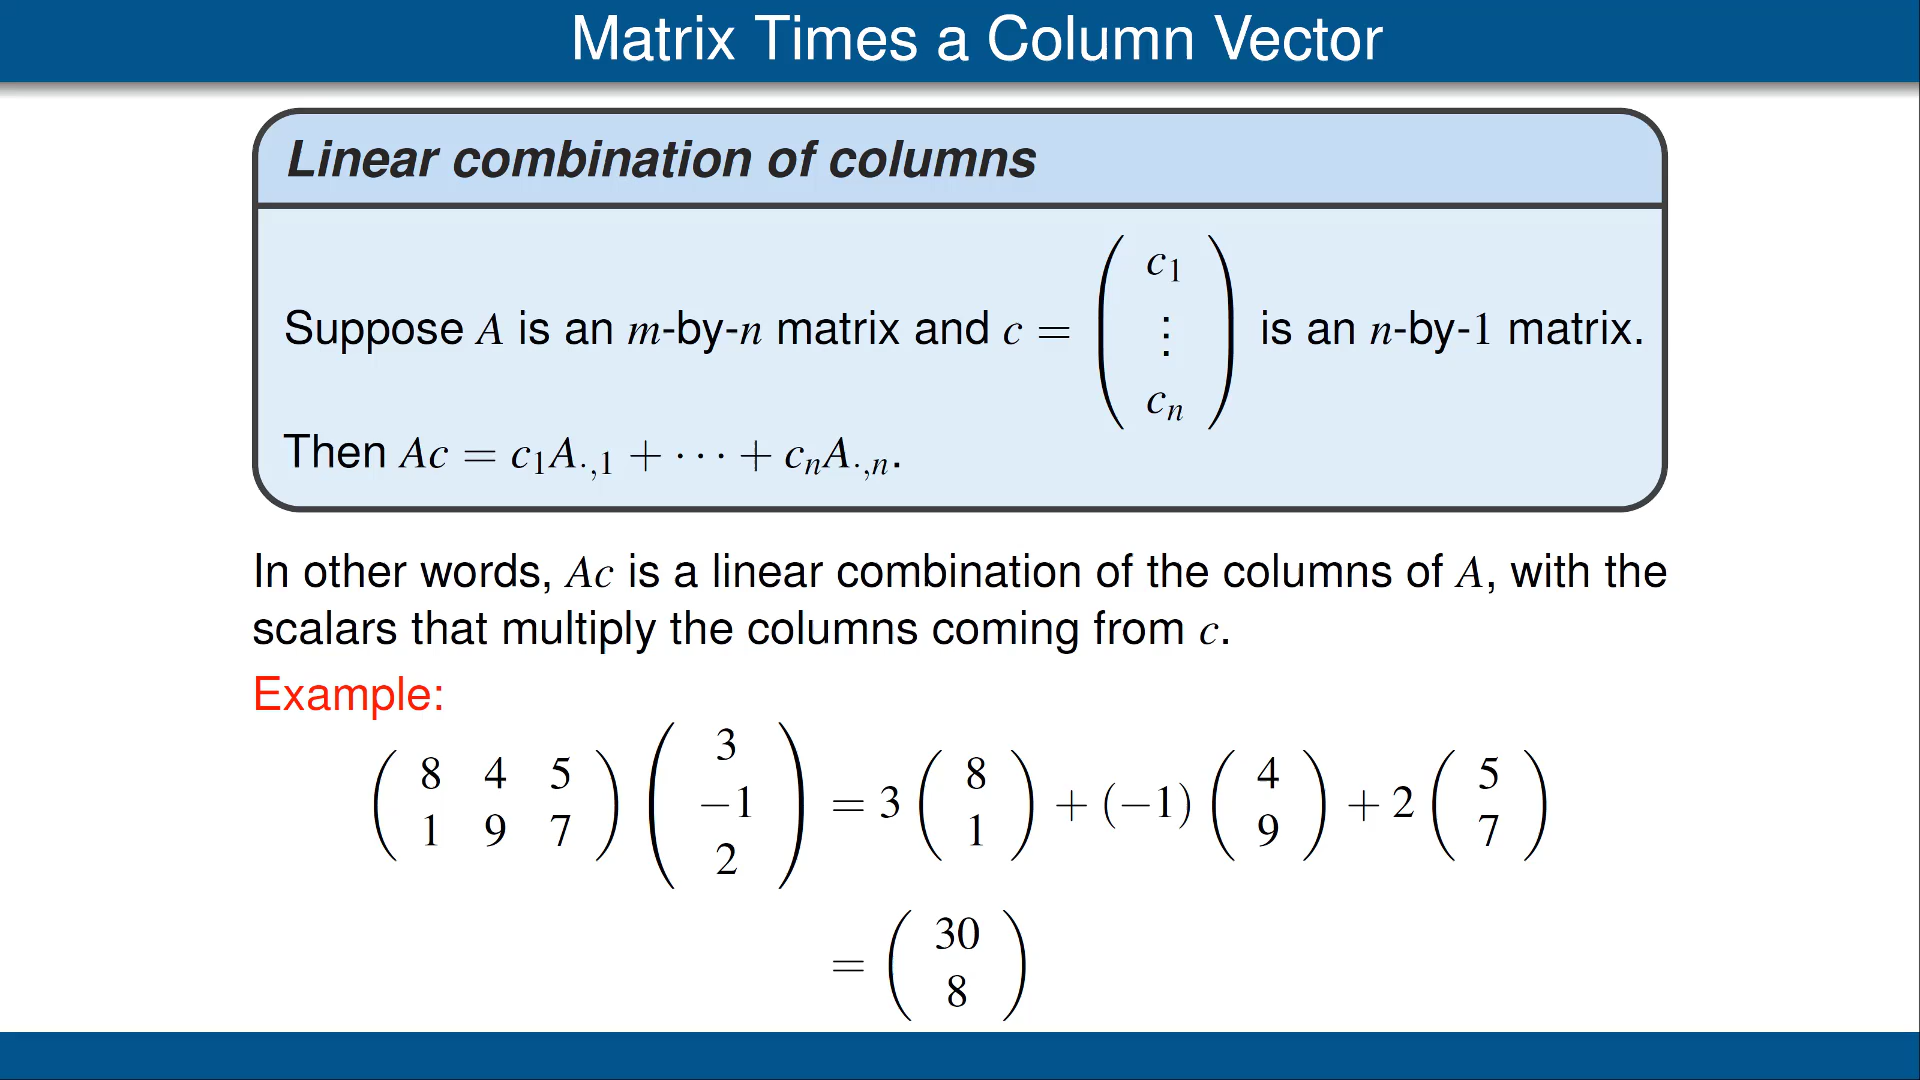 Matrix Times a Column Vector
Linear combination of columns
Suppose A is an m-by-n matrix and c = ( c₁ ⋮ cₙ ) is an n-by-1 matrix.
Then Ac = c₁A.,₁ + ⋯ + cₙA.,ₙ.
In other words, Ac is a linear combination of the columns of A, with the
scalars that multiply the columns coming from c.
Example:
( 8 4 5 1 9 7 ) ( 3 −1 2 ) = 3 ( 8 1 ) + (−1) ( 4 9 ) + 2 ( 5 7 )
= ( 30 8 )